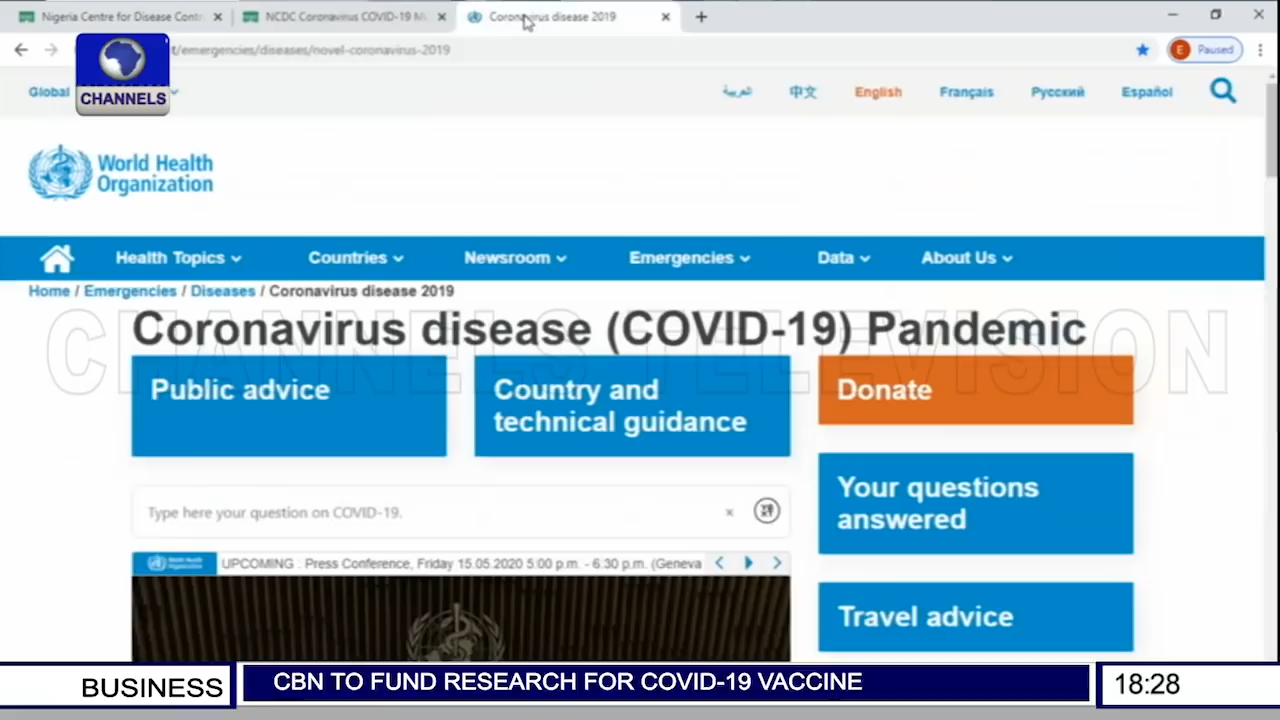 Nigeria Centre for Disease Contr
NCDC Coronavirus COVID-19 M
Coronavirus disease 2019
t/emergencies/diseases/novel-coronavirus-2019
E
Paused
CHANNELS
Global
العربية
中文
English
Français
Русский
Español
World Health
Organization
Health Topics
Countries
Newsroom
Emergencies
Data
About Us
Home / Emergencies / Diseases / Coronavirus disease 2019
Coronavirus disease (COVID-19) Pandemic
CHANNELS TELEVISION
Public advice
Country and
technical guidance
Donate
Your questions
answered
Type here your question on COVID-19.
World Health
Organization
UPCOMING : Press Conference, Friday 15.05.2020 5:00 p.m. - 6:30 p.m. (Geneva
Travel advice
BUSINESS
CBN TO FUND RESEARCH FOR COVID-19 VACCINE
18:28